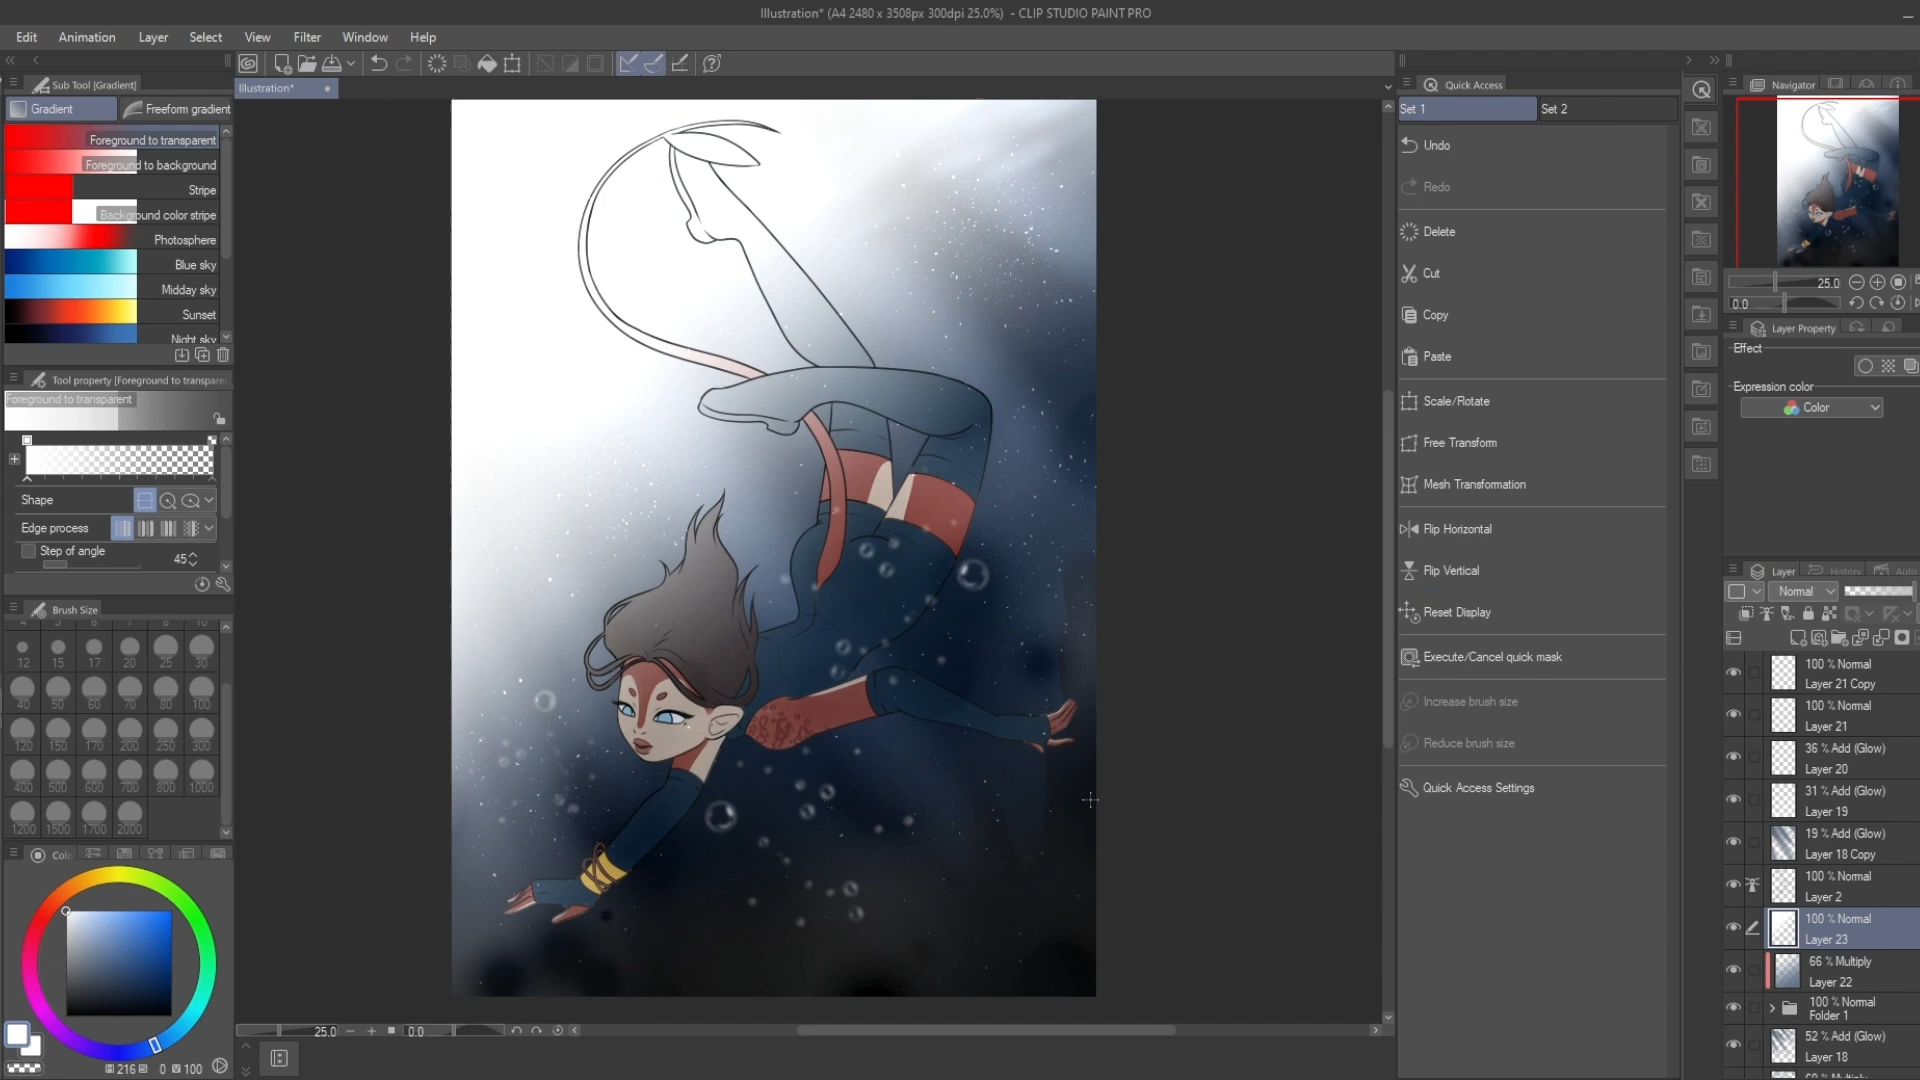 Illustration* (A4 2480 x 3508px 300dpi 25.0%) - CLIP STUDIO PAINT PRO
Edit Animation Layer Select View Filter Window Help
Sub Tool [Gradient]
Gradient
Freeform gradient
Foreground to transparent
Foreground to background
Stripe
Background color stripe
Photosphere
Blue sky
Midday sky
Sunset
Night sky
Tool property [Foreground to transpare
Foreground to transparent
Shape
Edge process
Step of angle
45
Brush Size
4 5 6 7 8 10
12 15 17 20 25 30
40 50 60 70 80 100
120 150 170 200 250 300
400 500 600 700 800 1000
1200 1500 1700 2000
Colo
216 0 100
Illustration*
25.0
0.0
Quick Access
Set 1
Set 2
Undo
Redo
Delete
Cut
Copy
Paste
Scale/Rotate
Free Transform
Mesh Transformation
Flip Horizontal
Flip Vertical
Reset Display
Execute/Cancel quick mask
Increase brush size
Reduce brush size
Quick Access Settings
Navigator
25.0
0.0
Layer Property
Effect
Expression color
Color
Layer
History
Auto
Normal
100 % Normal
Layer 21 Copy
100 % Normal
Layer 21
36 % Add (Glow)
Layer 20
31 % Add (Glow)
Layer 19
19 % Add (Glow)
Layer 18 Copy
100 % Normal
Layer 2
100 % Normal
Layer 23
66 % Multiply
Layer 22
100 % Normal
Folder 1
52 % Add (Glow)
Layer 18